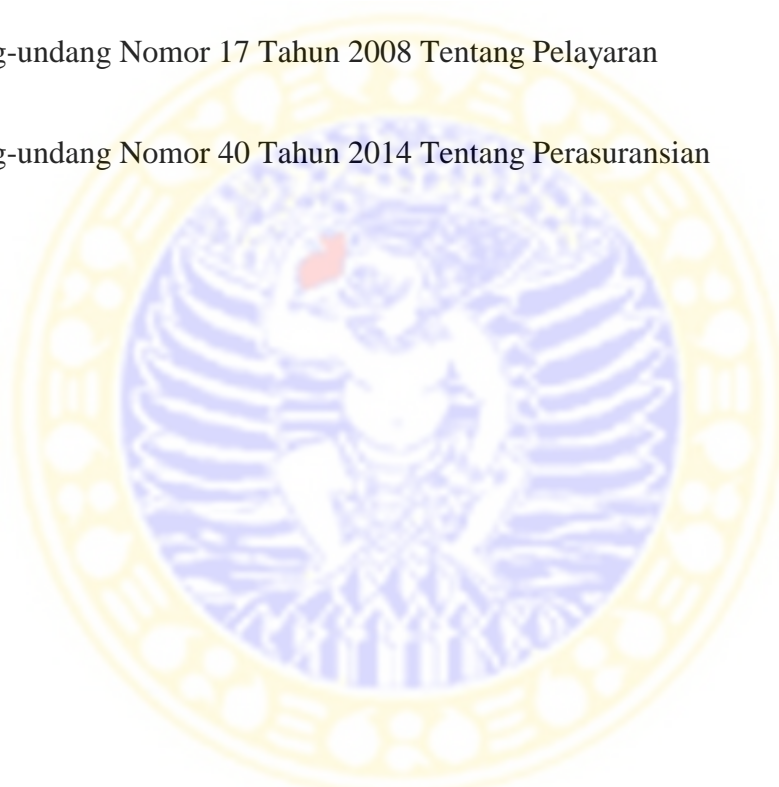 g-undang Nomor 17 Tahun 2008 Tentang Pelayaran
g-undang Nomor 40 Tahun 2014 Tentang Perasuransian